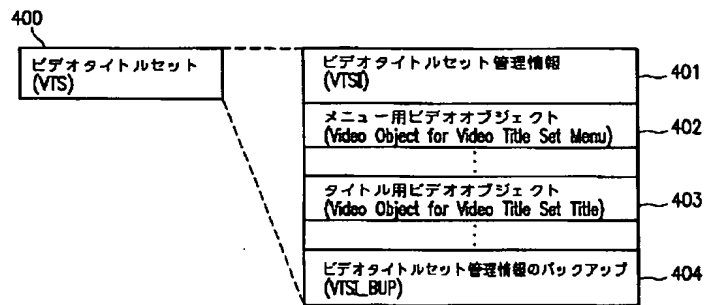 400
ビデオタイトルセット
(VTS)
ビデオタイトルセット管理情報
(VTSI)
401
メニュー用ビデオオブジェクト
(Video Object for Video Title Set Menu)
402
タイトル用ビデオオブジェクト
(Video Object for Video Title Set Title)
403
ビデオタイトルセット管理情報のバックアップ
(VTSI_BUP)
404